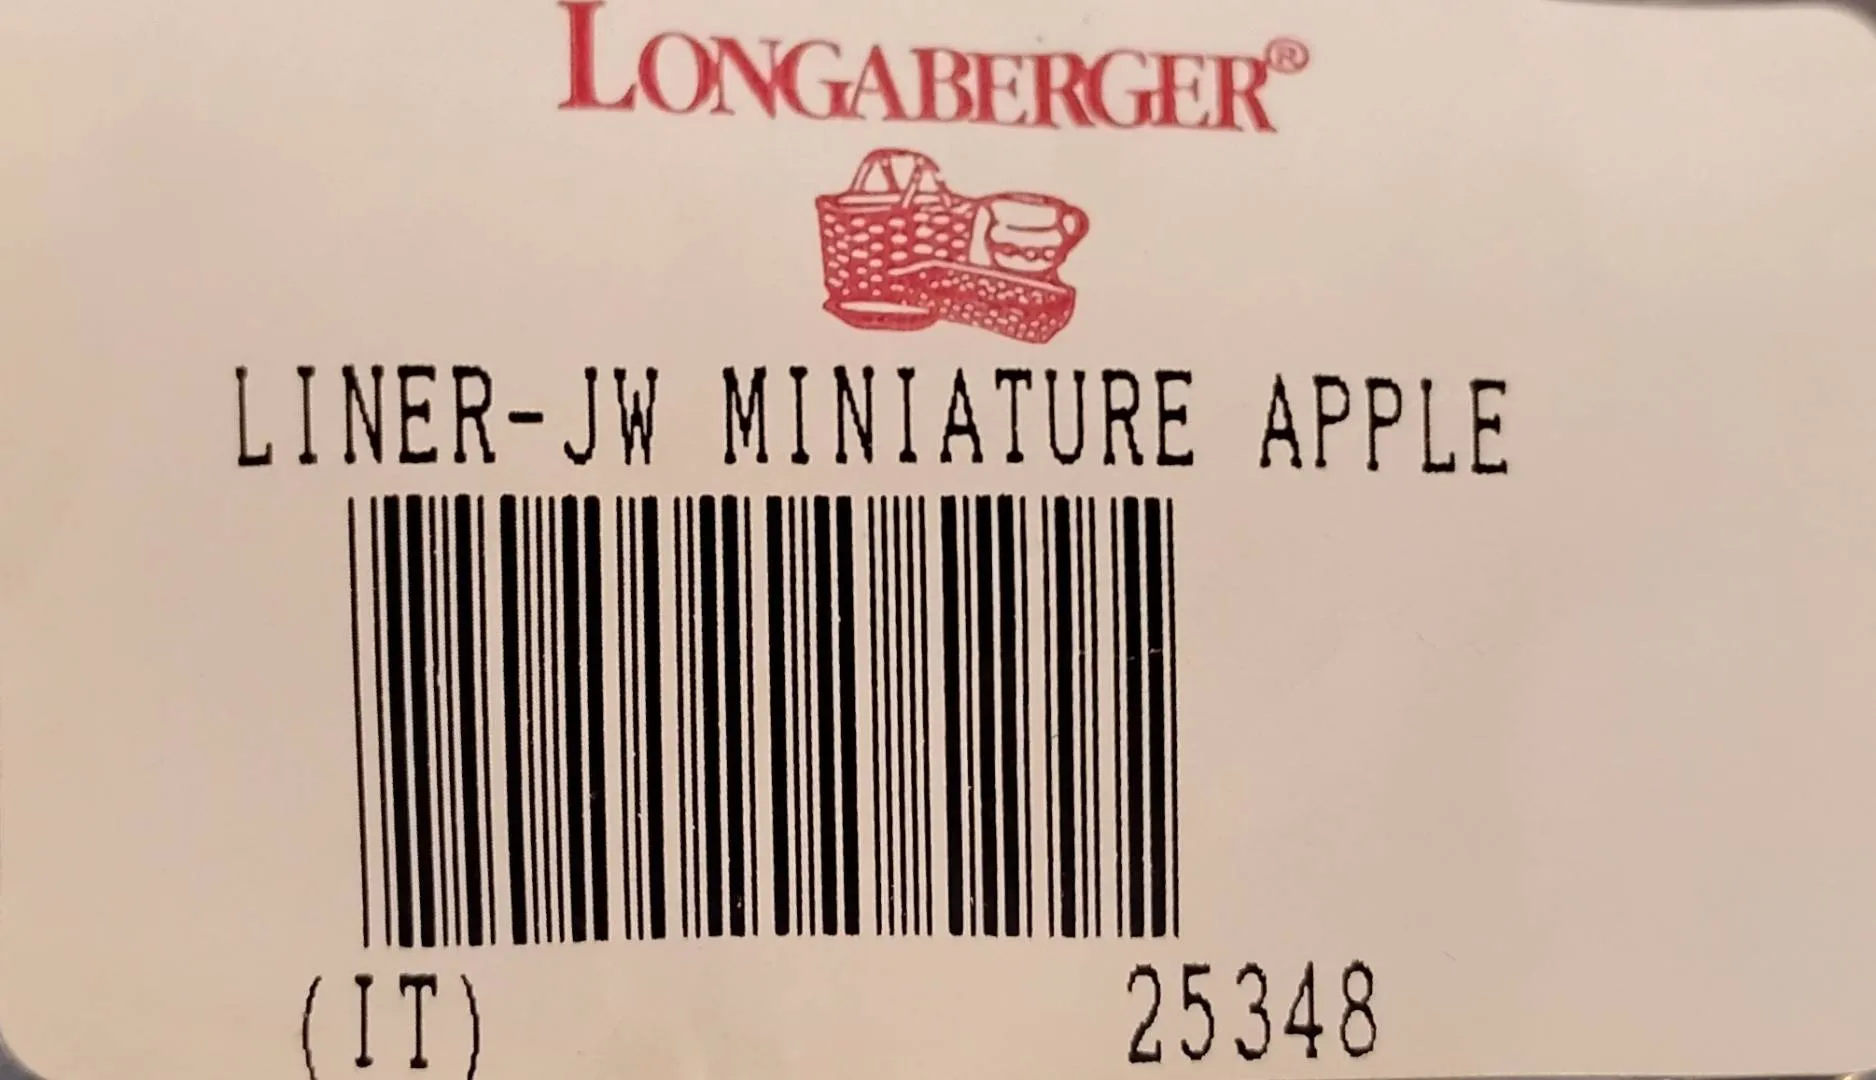 LONGABERGER®
LINER-JW MINIATURE APPLE
(IT) 25348